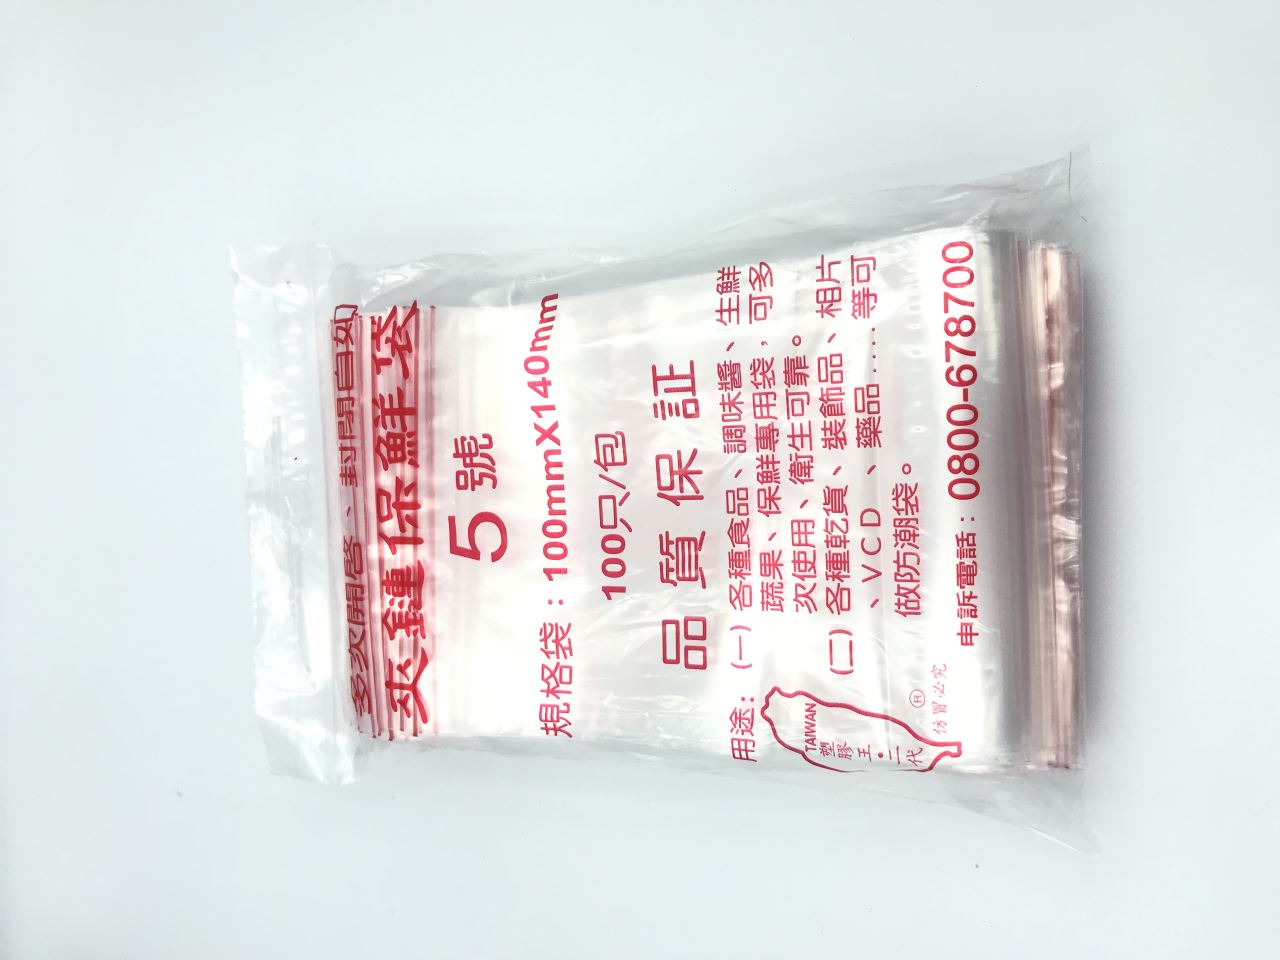 多次開啓、封閉自如
夾鏈保鮮袋
5號
規格袋：100mmX140mm
100只/包
品質保証
用途：(一)各種食品、調味醬、生鮮
蔬果、保鮮專用袋，可多
次使用、衛生可靠。
(二)各種乾貨、裝飾品、相片
、VCD、藥品....等可
做防潮袋。
TAIWAN
塑膠王•二代
®
仿冒必究
申訴電話：0800-678700